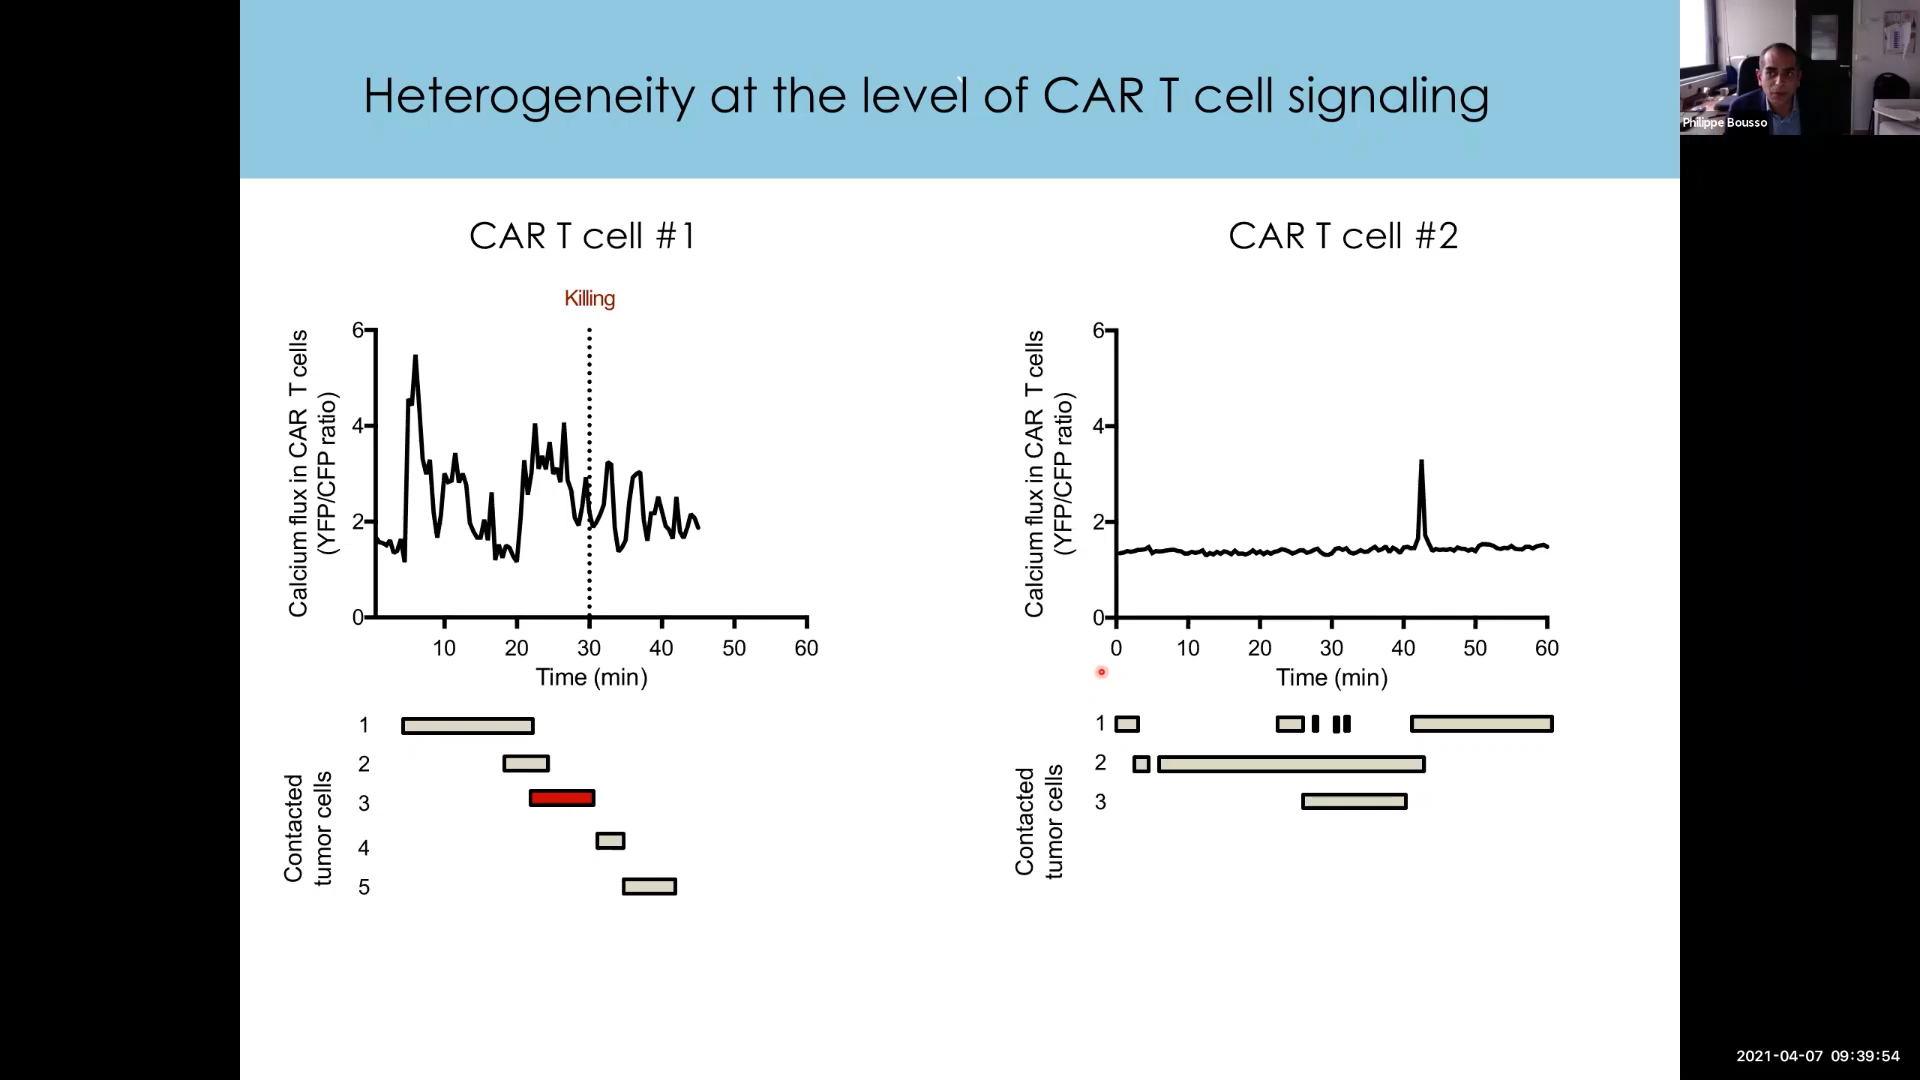 Heterogeneity at the level of CAR T cell signaling
Philippe Bousso
CAR T cell #1
Killing
Calcium flux in CAR T cells
(YFP/CFP ratio)
6
4
2
0
10 20 30 40 50 60
Time (min)
Contacted
tumor cells
1
2
3
4
5
CAR T cell #2
Calcium flux in CAR T cells
(YFP/CFP ratio)
6
4
2
0
0 10 20 30 40 50 60
Time (min)
Contacted
tumor cells
1
2
3
2021-04-07 09:39:54